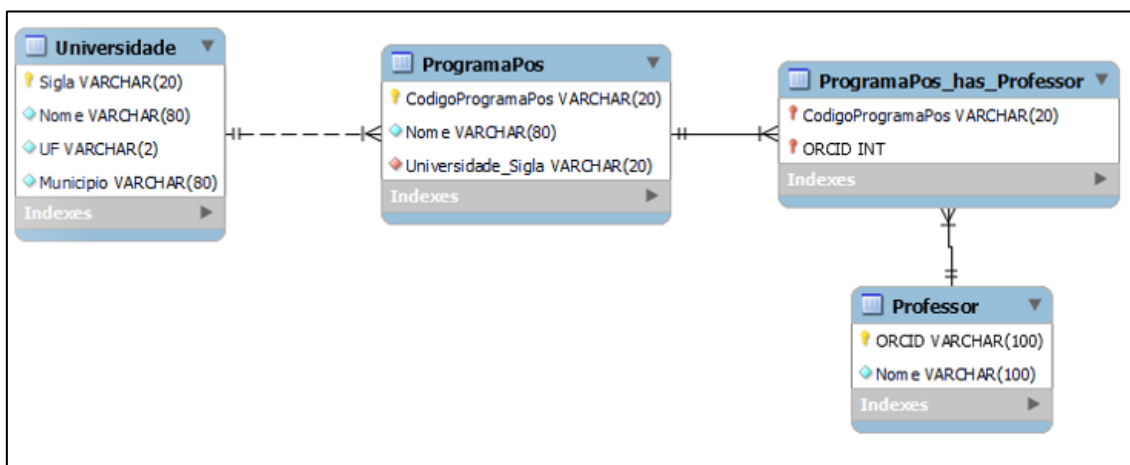 Universidade
Sigla VARCHAR(20)
Nome VARCHAR(80)
UF VARCHAR(2)
Municipio VARCHAR(80)
Indexes
ProgramaPos
CodigoProgramaPos VARCHAR(20)
Nome VARCHAR(80)
Universidade_Sigla VARCHAR(20)
Indexes
ProgramaPos_has_Professor
CodigoProgramaPos VARCHAR(20)
ORCID INT
Indexes
Professor
ORCID VARCHAR(100)
Nome VARCHAR(100)
Indexes